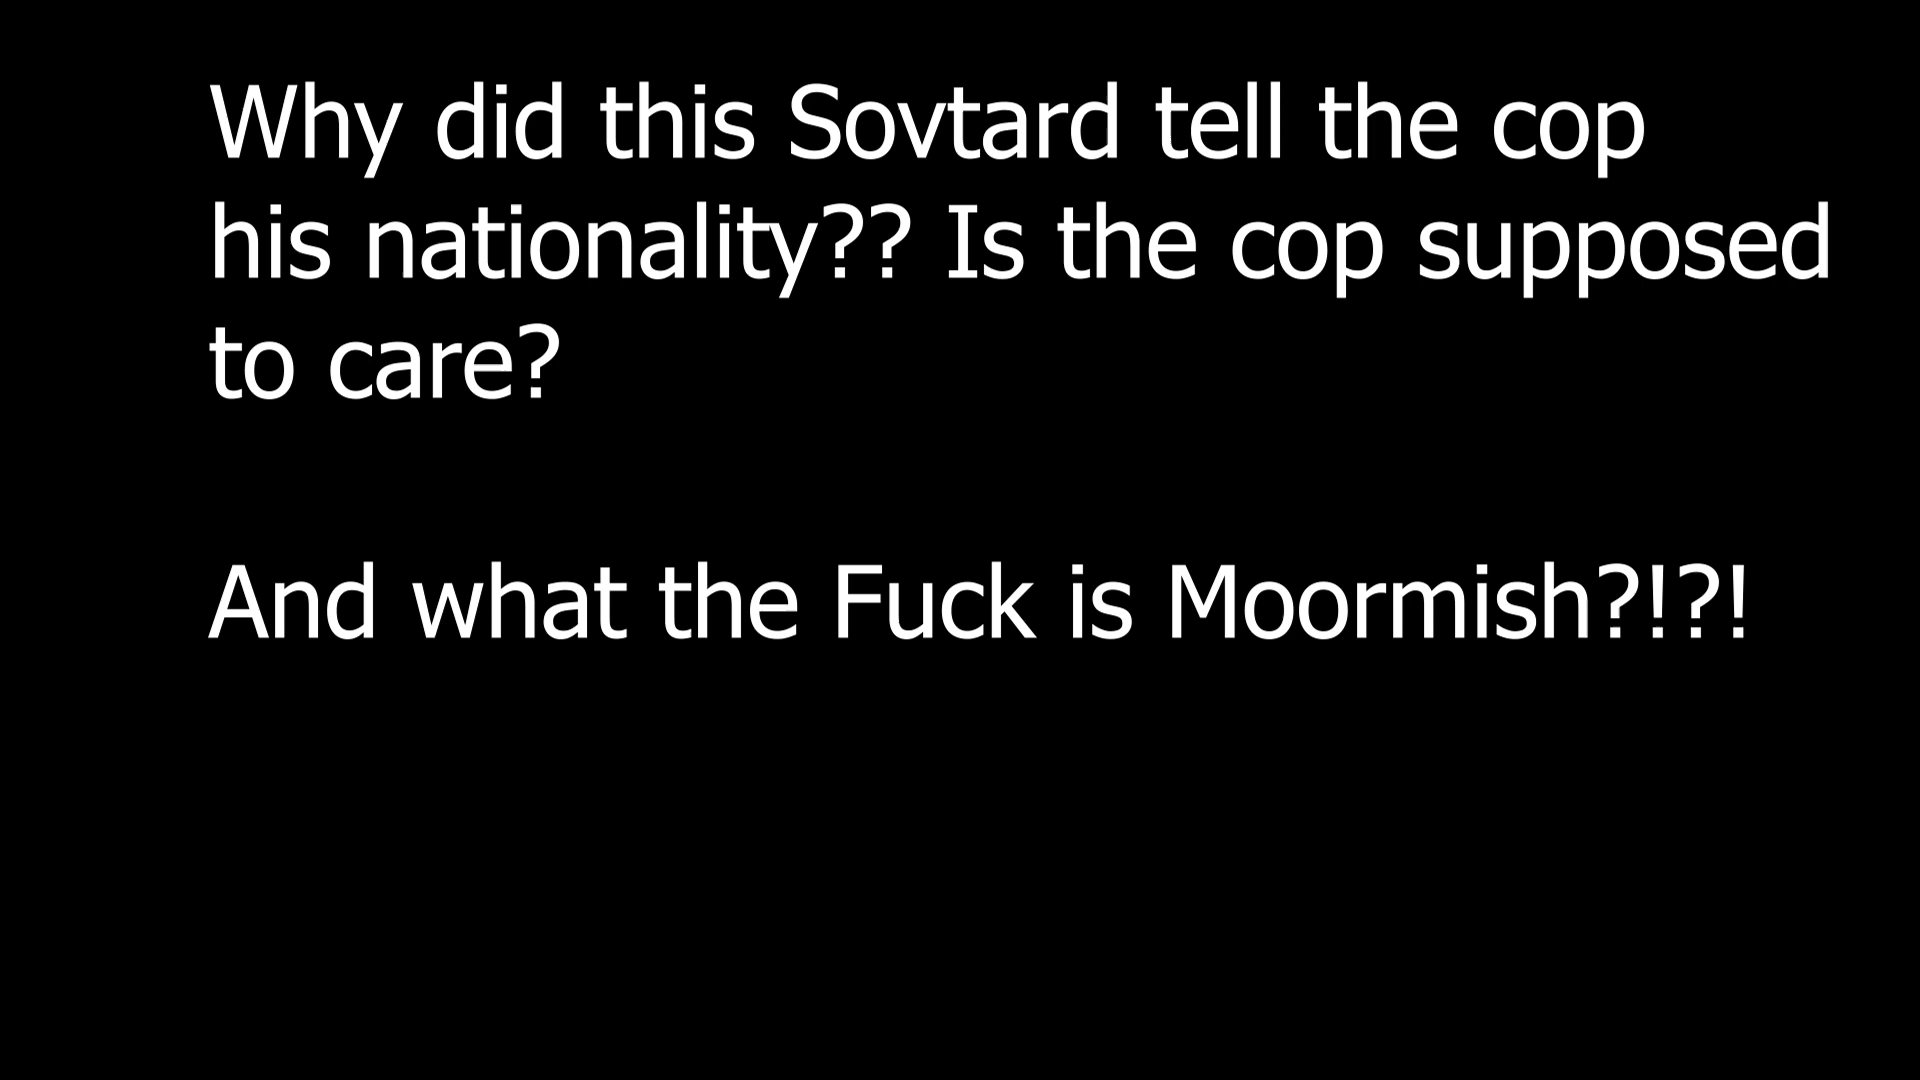 Why did this Sovtard tell the cop
his nationality?? Is the cop supposed
to care?
And what the Fuck is Moormish?!?!